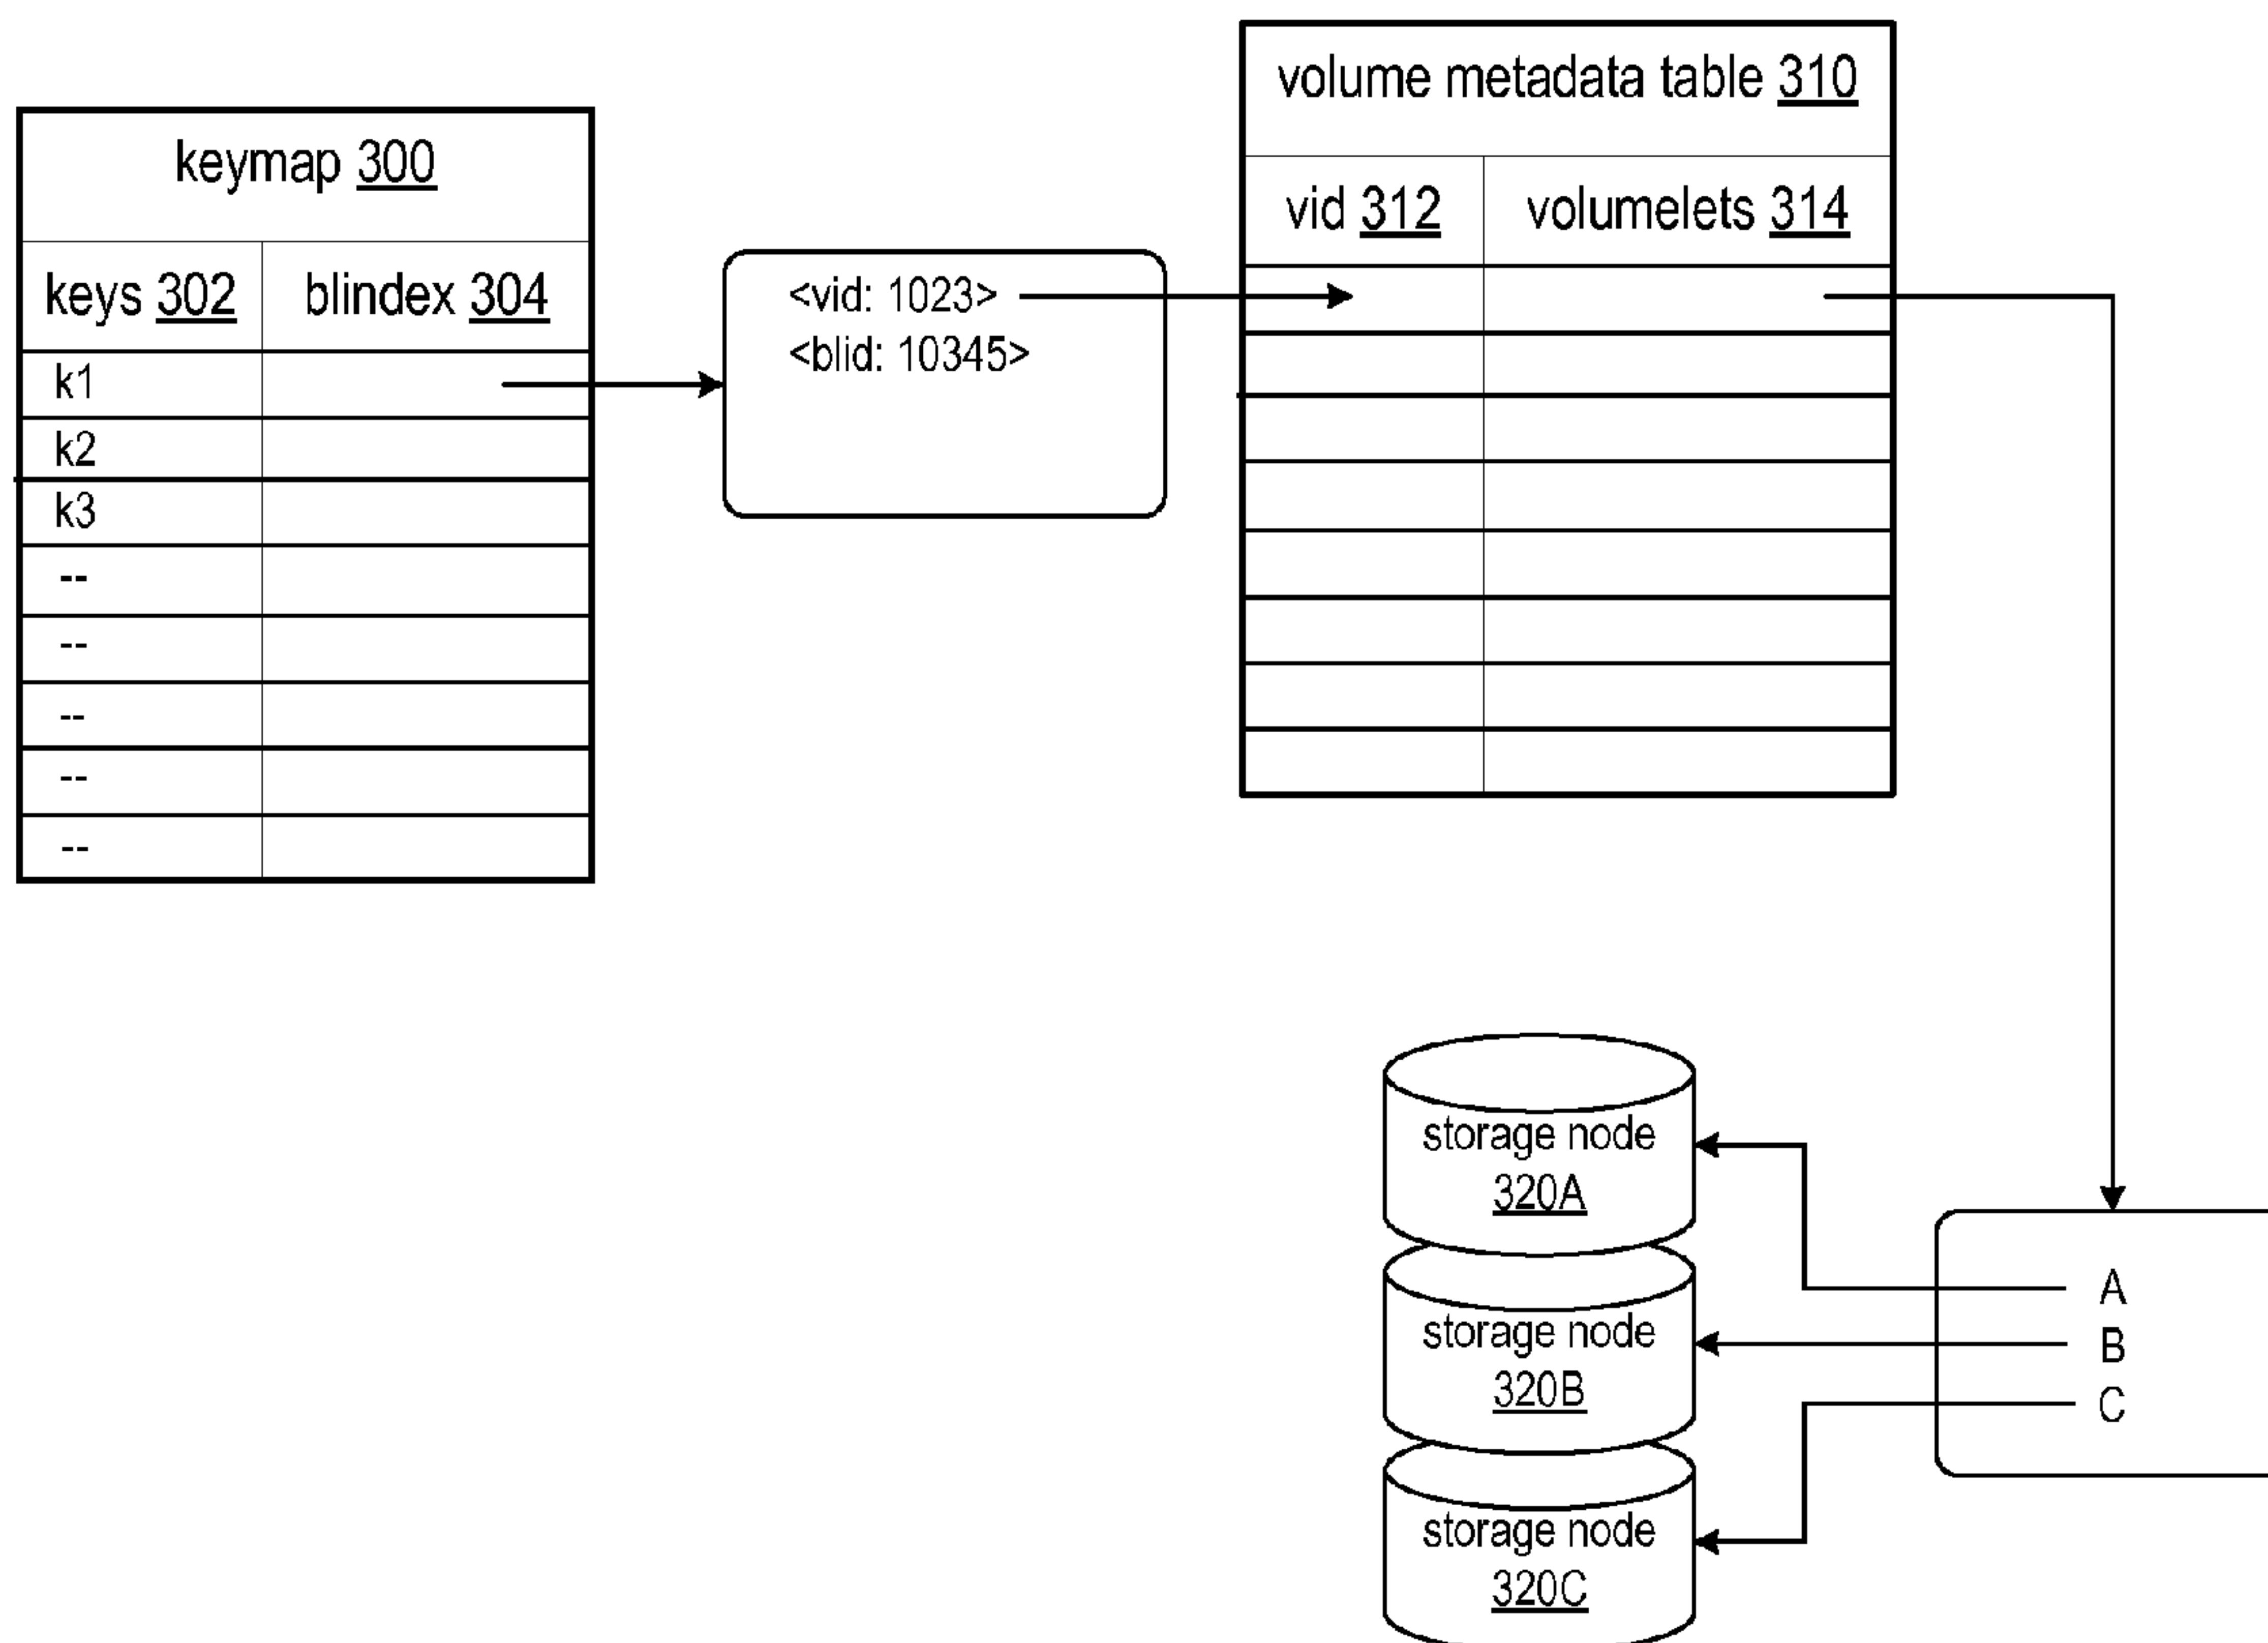 keymap 300
keys 302 blindex 304
k1
k2
k3
--
--
--
--
--
<vid: 1023>
<blid: 10345>
volume metadata table 310
vid 312 volumelets 314
storage node
320A
storage node
320B
storage node
320C
A
B
C